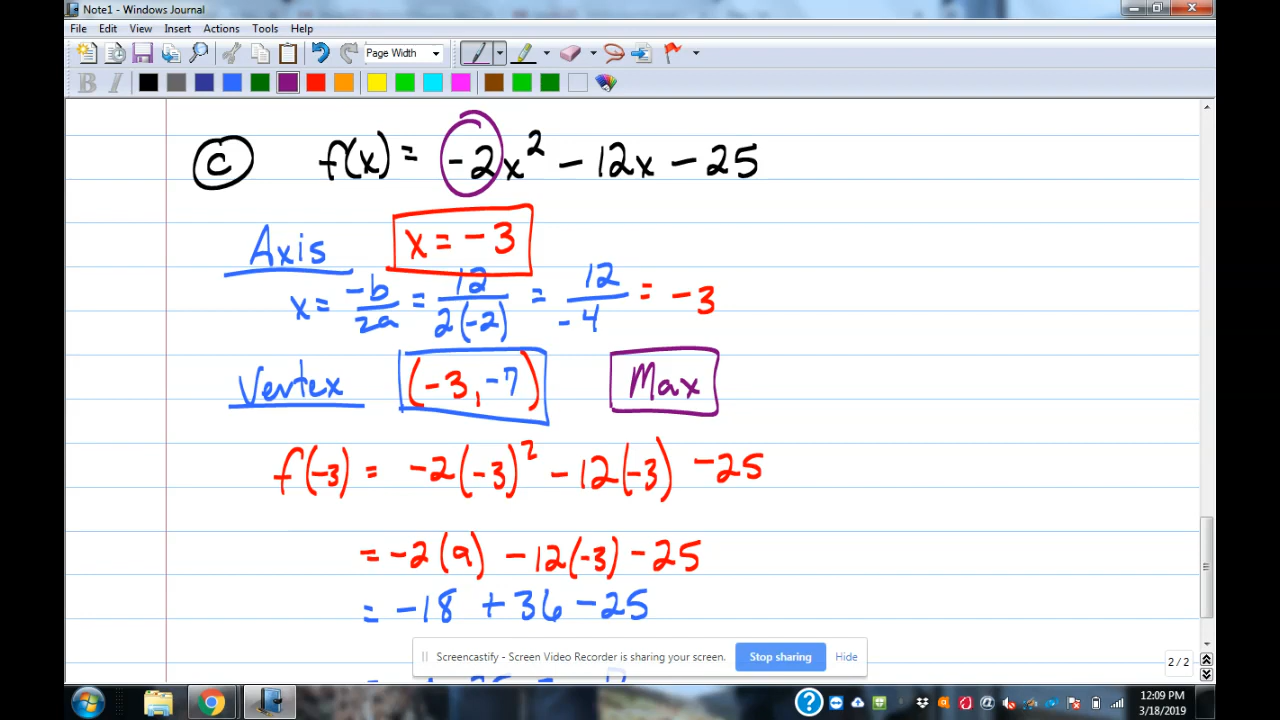 Note1 - Windows Journal
File Edit View Insert Actions Tools Help
Page Width
B I
C f(x) = -2x² - 12x - 25
Axis x = -3
x = -b/2a = 12/2(-2) = 12/-4 = -3
Vertex (-3, -7) Max
f(-3) = -2(-3)² - 12(-3) - 25
= -2(9) - 12(-3) - 25
= -18 + 36 - 25
Screencastify - Screen Video Recorder is sharing your screen. Stop sharing Hide
2 / 2
12:09 PM
3/18/2019